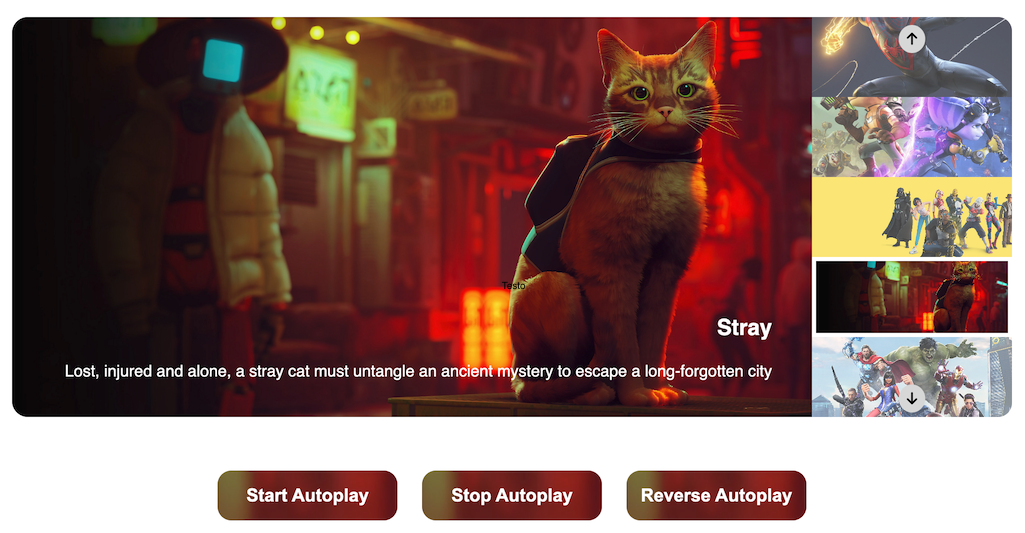 Testo
Stray
Lost, injured and alone, a stray cat must untangle an ancient mystery to escape a long-forgotten city
Start Autoplay
Stop Autoplay
Reverse Autoplay